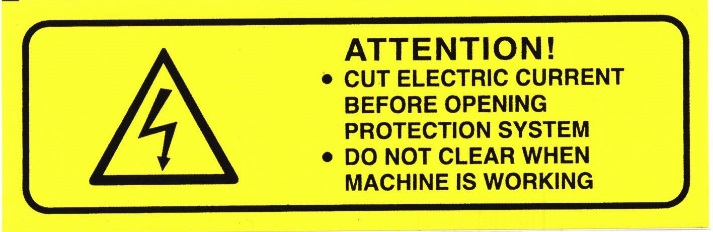 ATTENTION!
• CUT ELECTRIC CURRENT
BEFORE OPENING
PROTECTION SYSTEM
• DO NOT CLEAR WHEN
MACHINE IS WORKING